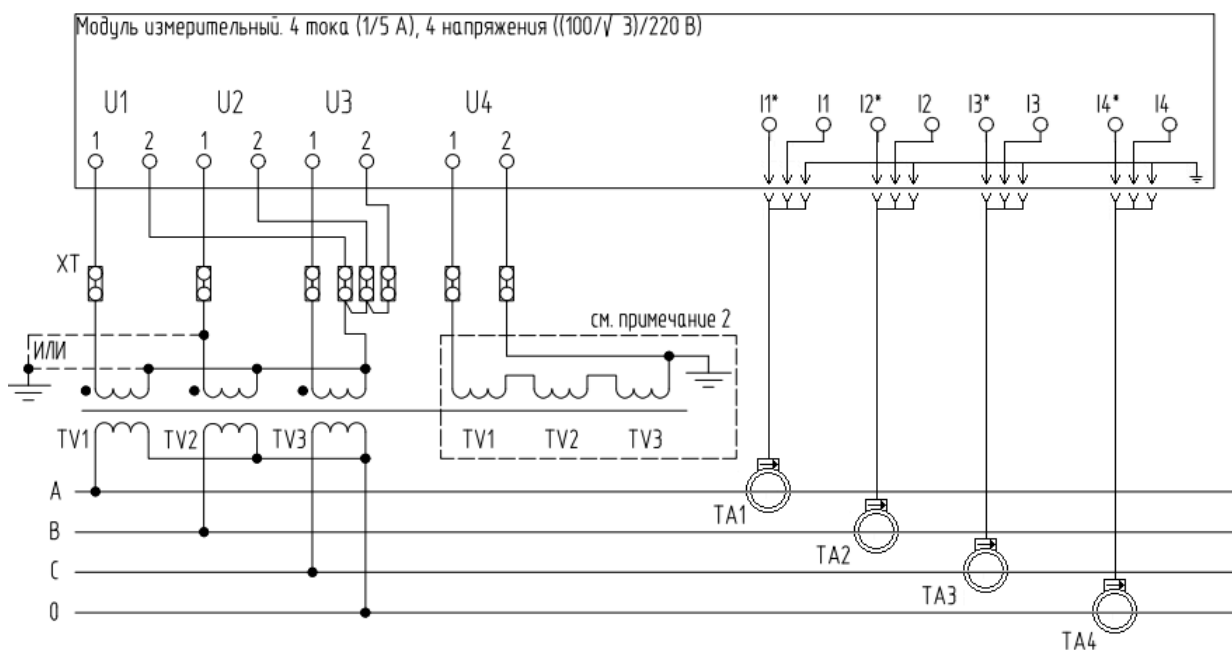 Модуль измерительный. 4 тока (1/5 А), 4 напряжения ((100/√ 3)/220 В)
U1 U2 U3 U4
I1* I1 I2* I2 I3* I3 I4* I4
1 2 1 2 1 2 1 2
XT
см. примечание 2
ИЛИ
TV1 TV2 TV3 TV1 TV2 TV3
A
TA1
B
TA2
C
TA3
0
TA4